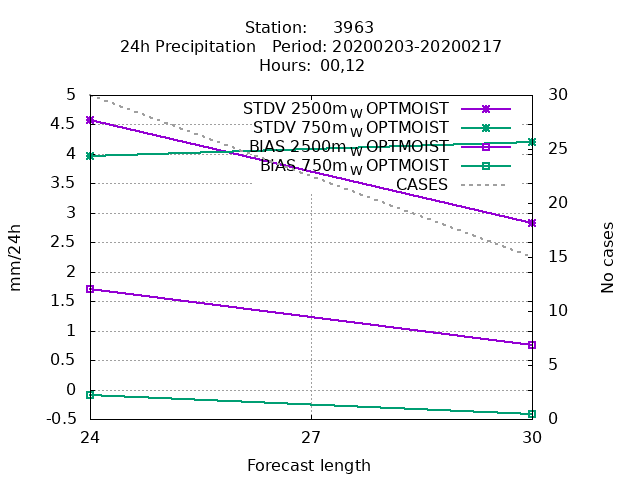 Station: 3963
24h Precipitation Period: 20200203-20200217
Hours: 00,12
5 30
STDV 2500m_W OPTMOIST
4.5
STDV 750m_W OPTMOIST
BIAS 2500m_W OPTMOIST
4 25
BIAS 750m_W OPTMOIST
3.5
CASES
3 20
2.5 15
2
1.5 10
1
0.5 5
0
-0.5 0
mm/24h
No cases
24 27 30
Forecast length